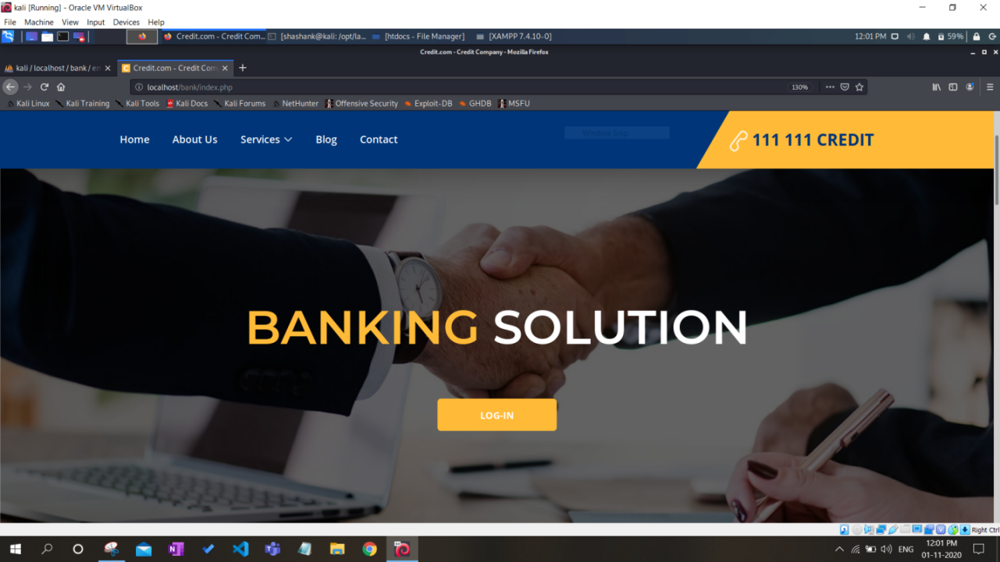 kali [Running] - Oracle VM VirtualBox
File Machine View Input Devices Help
Credit.com - Credit Com... [shashank@kali: /opt/la... [htdocs - File Manager] [XAMPP 7.4.10-0] 12:01 PM 59%
Credit.com - Credit Company - Mozilla Firefox
kali / localhost / bank / em Credit.com - Credit Com
localhost/bank/index.php 130%
Kali Linux Kali Training Kali Tools Kali Docs Kali Forums NetHunter Offensive Security Exploit-DB GHDB MSFU
Home About Us Services Blog Contact Window Snip 111 111 CREDIT
BANKING SOLUTION
LOG-IN
Right Ctrl
ENG 12:01 PM
01-11-2020